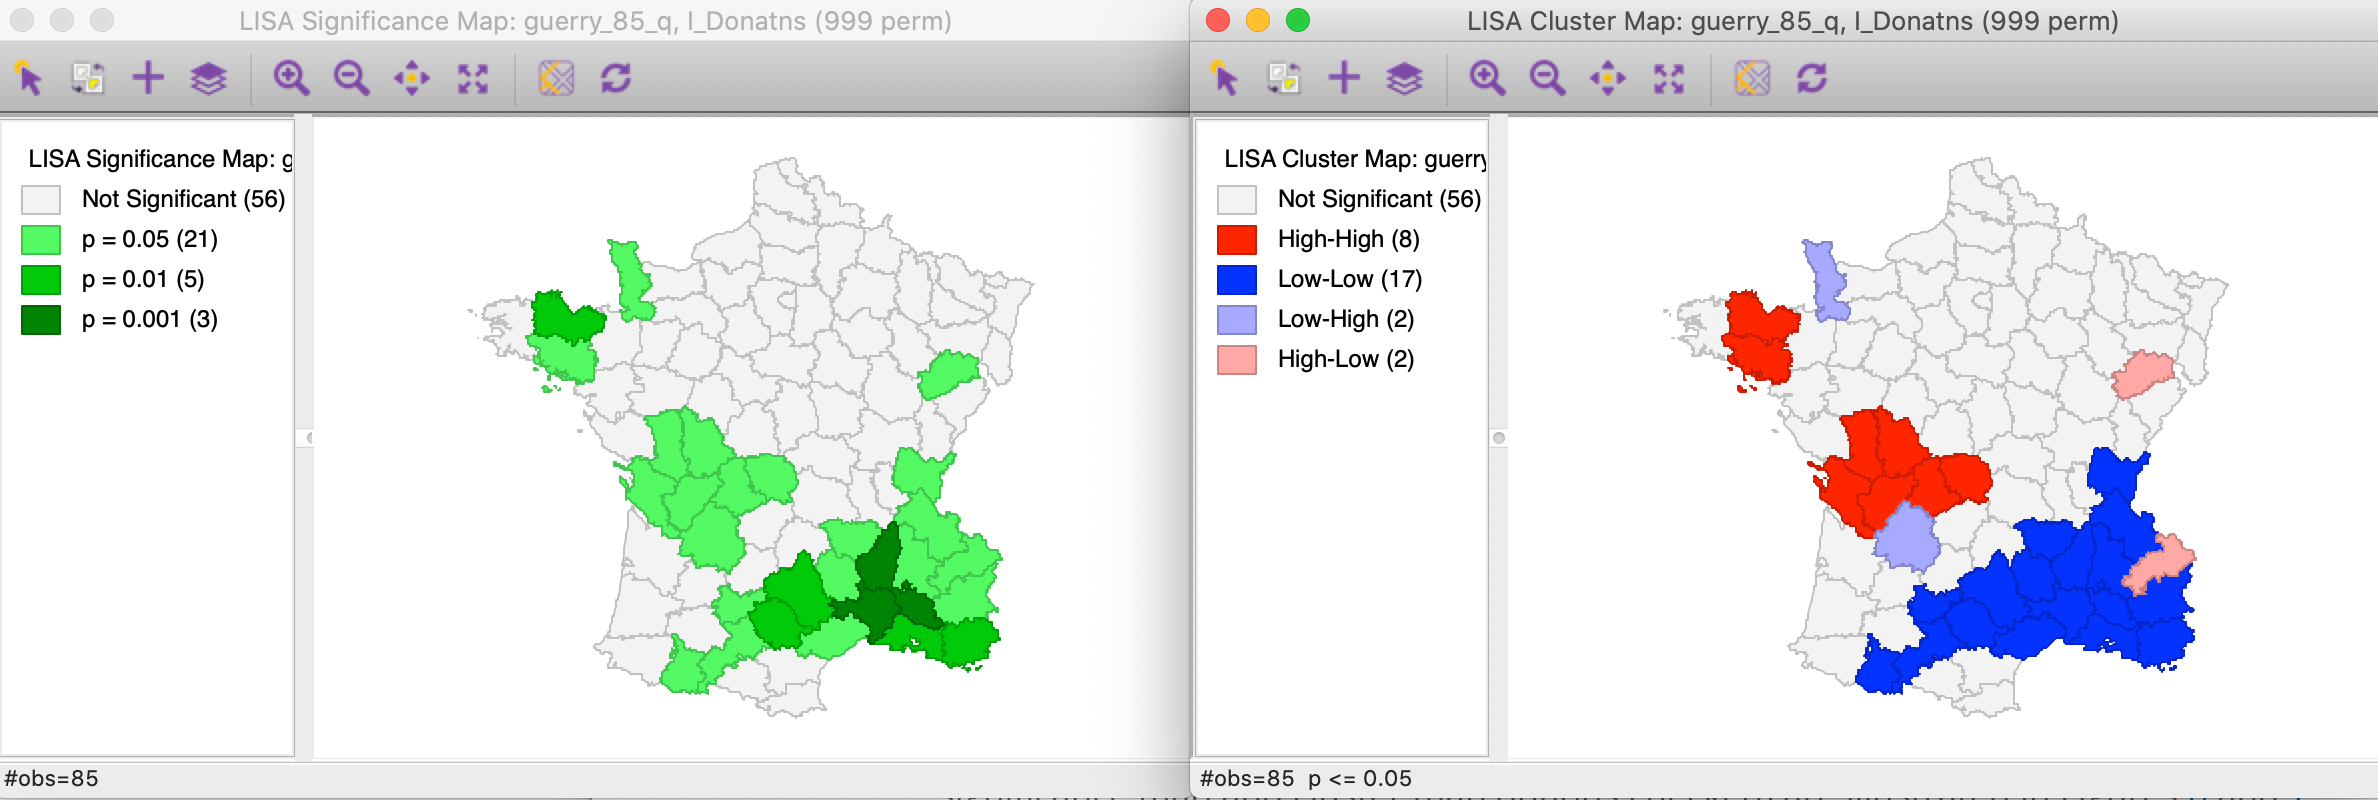 LISA Significance Map: guerry_85_q, I_Donatns (999 perm)
LISA Significance Map: g
Not Significant (56)
p = 0.05 (21)
p = 0.01 (5)
p = 0.001 (3)
#obs=85
LISA Cluster Map: guerry_85_q, I_Donatns (999 perm)
LISA Cluster Map: guerry
Not Significant (56)
High-High (8)
Low-Low (17)
Low-High (2)
High-Low (2)
#obs=85 p <= 0.05